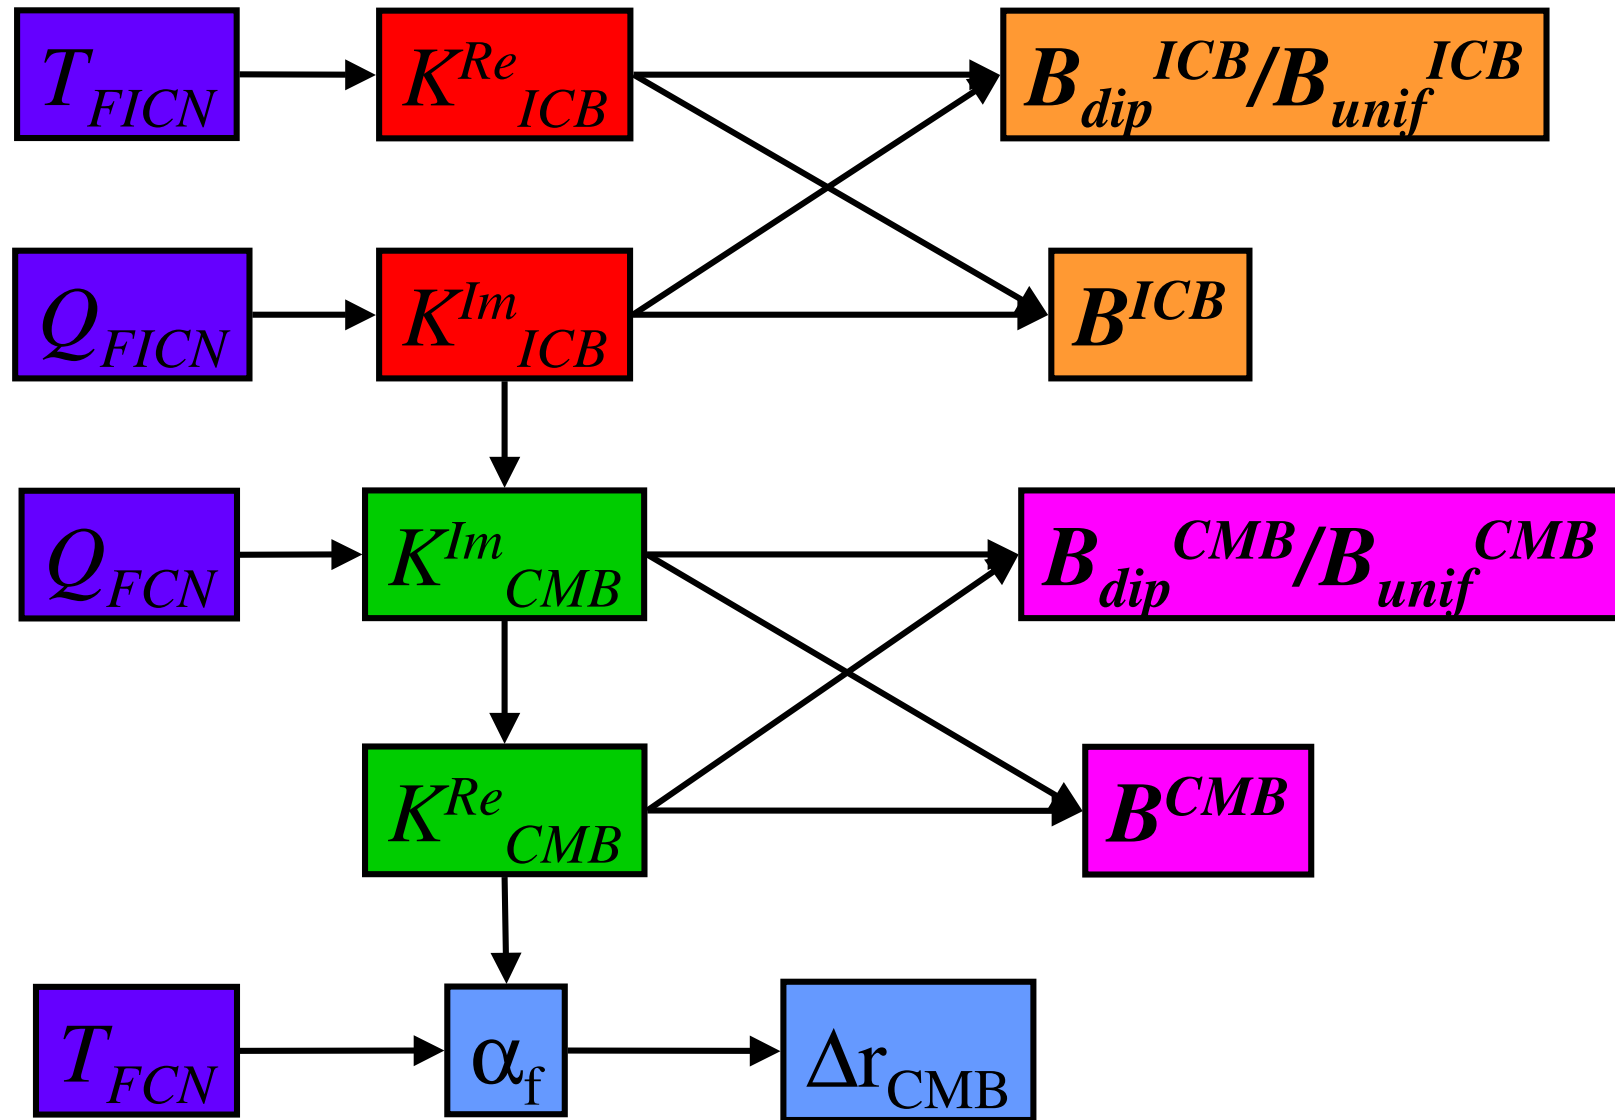 T_FICN K^Re_ICB B_dip^ICB/B_unif^ICB
Q_FICN K^Im_ICB B^ICB
Q_FCN K^Im_CMB B_dip^CMB/B_unif^CMB
K^Re_CMB B^CMB
T_FCN α_f Δr_CMB